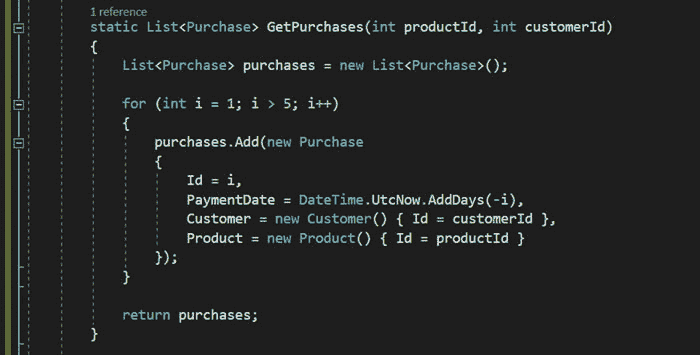 1 reference
static List<Purchase> GetPurchases(int productId, int customerId)
{
List<Purchase> purchases = new List<Purchase>();
for (int i = 1; i > 5; i++)
{
purchases.Add(new Purchase
{
Id = i,
PaymentDate = DateTime.UtcNow.AddDays(-i),
Customer = new Customer() { Id = customerId },
Product = new Product() { Id = productId }
});
}
return purchases;
}